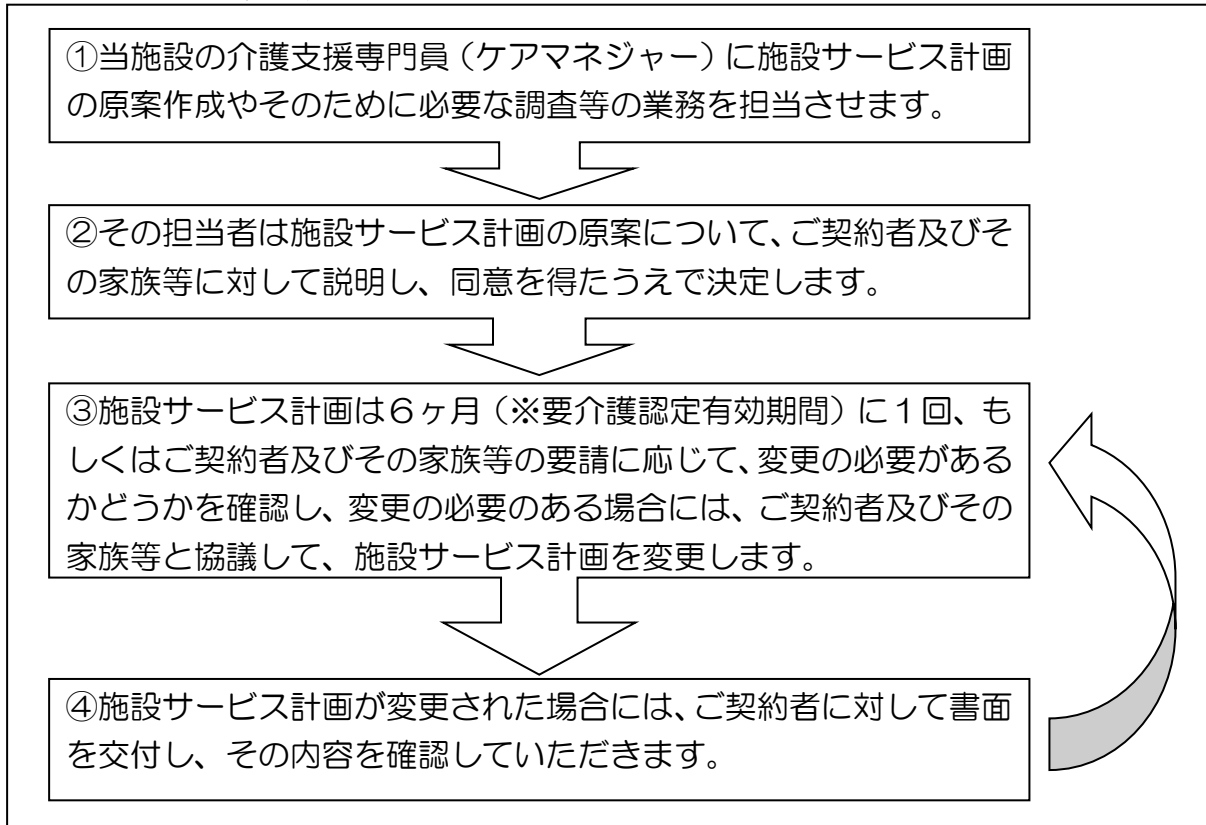 ①当施設の介護支援専門員（ケアマネジャー）に施設サービス計画
の原案作成やそのために必要な調査等の業務を担当させます。
②その担当者は施設サービス計画の原案について、ご契約者及びそ
の家族等に対して説明し、同意を得たうえで決定します。
③施設サービス計画は６ヶ月（※要介護認定有効期間）に１回、も
しくはご契約者及びその家族等の要請に応じて、変更の必要がある
かどうかを確認し、変更の必要のある場合には、ご契約者及びその
家族等と協議して、施設サービス計画を変更します。
④施設サービス計画が変更された場合には、ご契約者に対して書面
を交付し、その内容を確認していただきます。